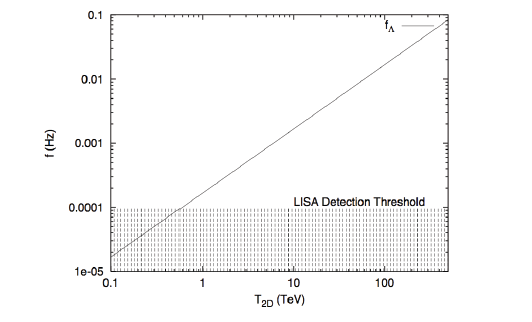 0.1
f_Λ
0.01
0.001
f (Hz)
LISA Detection Threshold
0.0001
1e-05
0.1 1 10 100
T_2D (TeV)